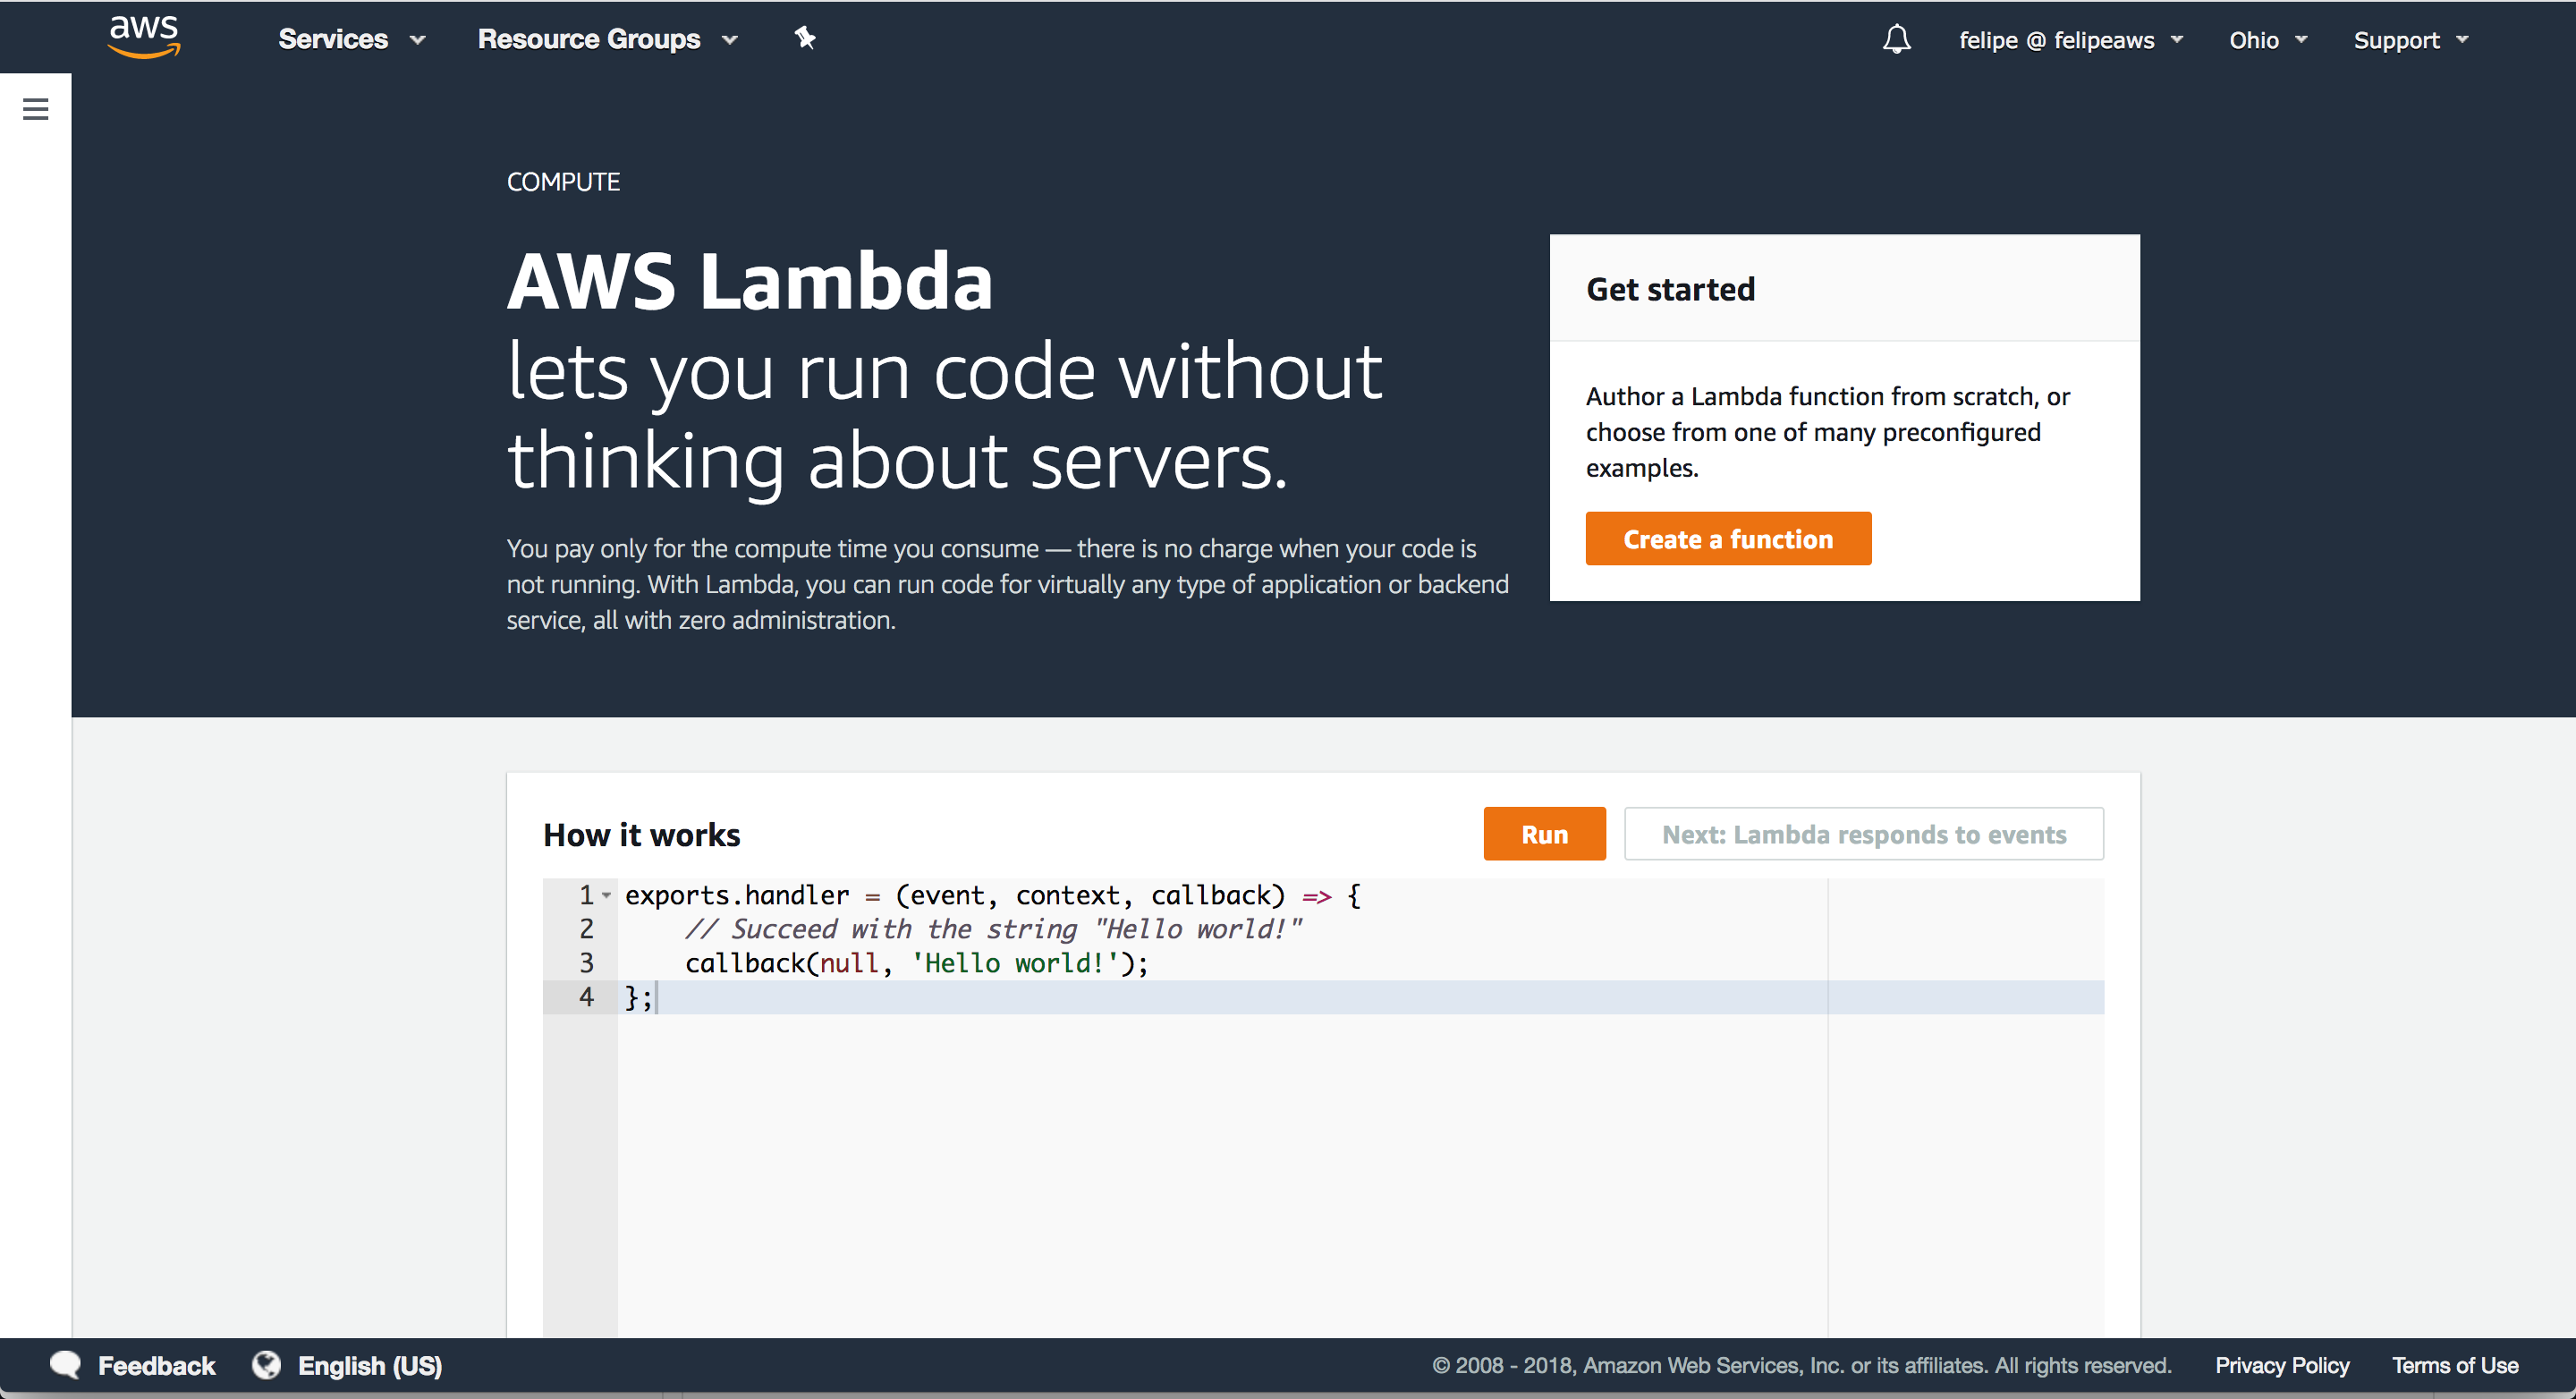 aws
Services
Resource Groups
felipe @ felipeaws
Ohio
Support
COMPUTE
AWS Lambda
lets you run code without
thinking about servers.
You pay only for the compute time you consume — there is no charge when your code is
not running. With Lambda, you can run code for virtually any type of application or backend
service, all with zero administration.
Get started
Author a Lambda function from scratch, or
choose from one of many preconfigured
examples.
Create a function
How it works
Run
Next: Lambda responds to events
1 exports.handler = (event, context, callback) => {
2     // Succeed with the string "Hello world!"
3     callback(null, 'Hello world!');
4 };
Feedback
English (US)
© 2008 - 2018, Amazon Web Services, Inc. or its affiliates. All rights reserved.
Privacy Policy
Terms of Use